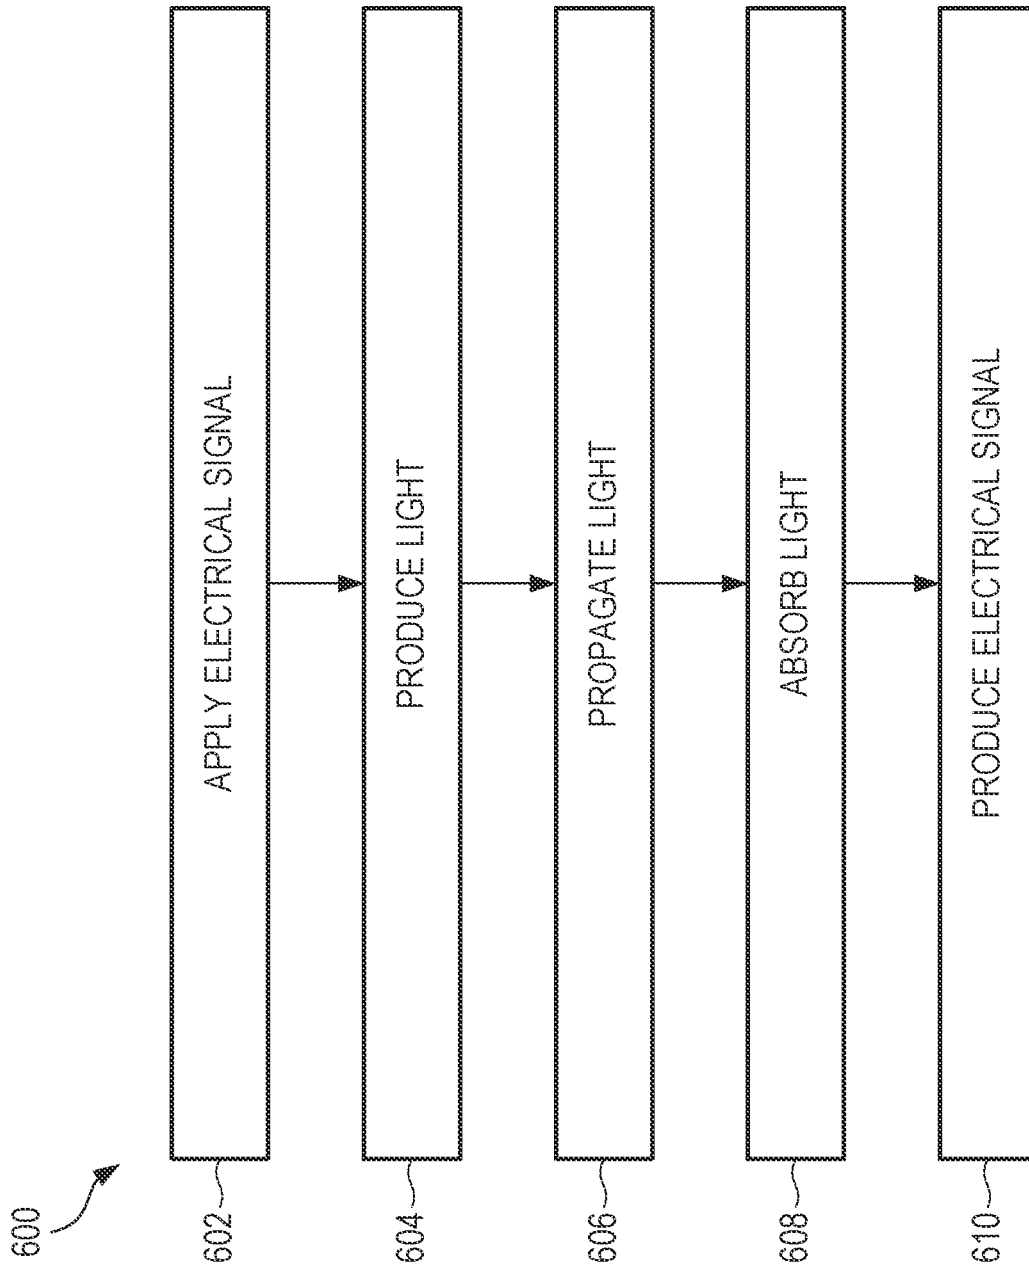 600
602
APPLY ELECTRICAL SIGNAL
604
PRODUCE LIGHT
606
PROPAGATE LIGHT
608
ABSORB LIGHT
610
PRODUCE ELECTRICAL SIGNAL